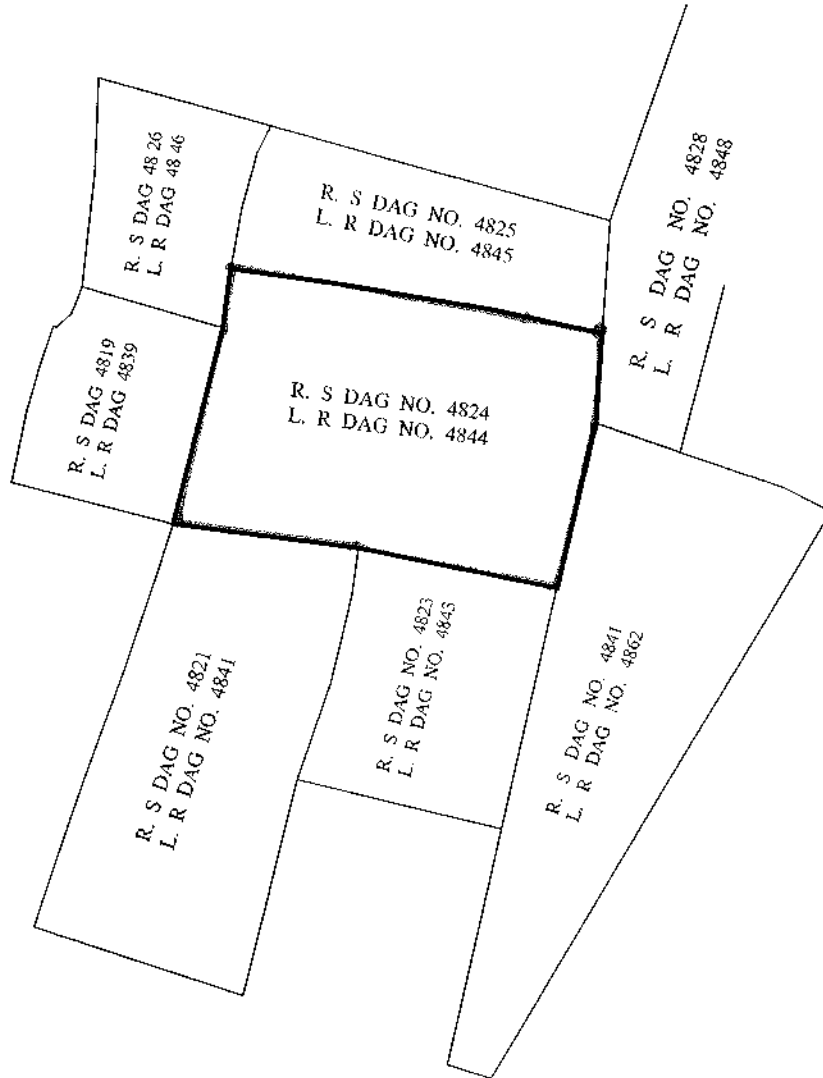 R. S DAG 48 26
L. R DAG 48 46
R. S DAG NO. 4825
L. R DAG NO. 4845
R. S DAG NO. 4828
L. R DAG NO. 4848
R. S DAG 4819
L. R DAG 4839
R. S DAG NO. 4824
L. R DAG NO. 4844
R. S DAG NO. 4821
L. R DAG NO. 4841
R. S DAG NO. 4823
L. R DAG NO. 4843
R. S DAG NO. 4841
L. R DAG NO. 4862